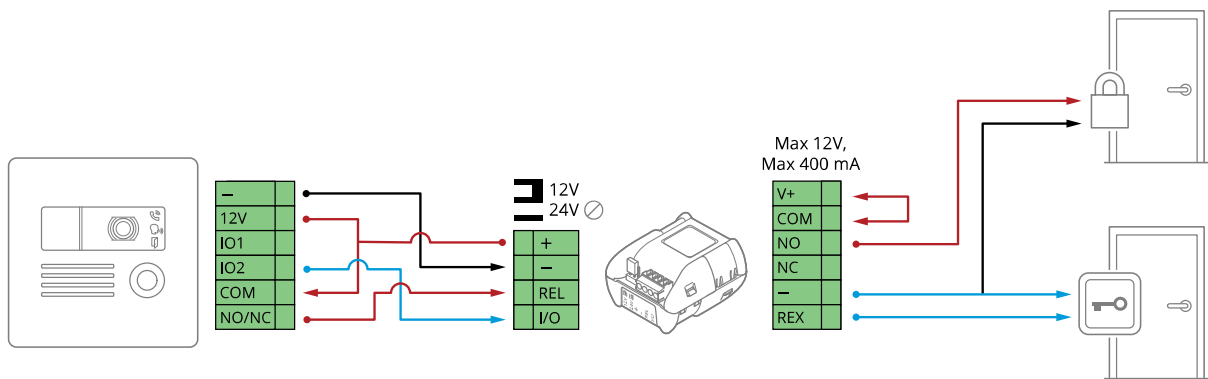 –
12V
IO1
IO2
COM
NO/NC
12V
24V
+
–
REL
I/O
Max 12V,
Max 400 mA
V+
COM
NO
NC
–
REX